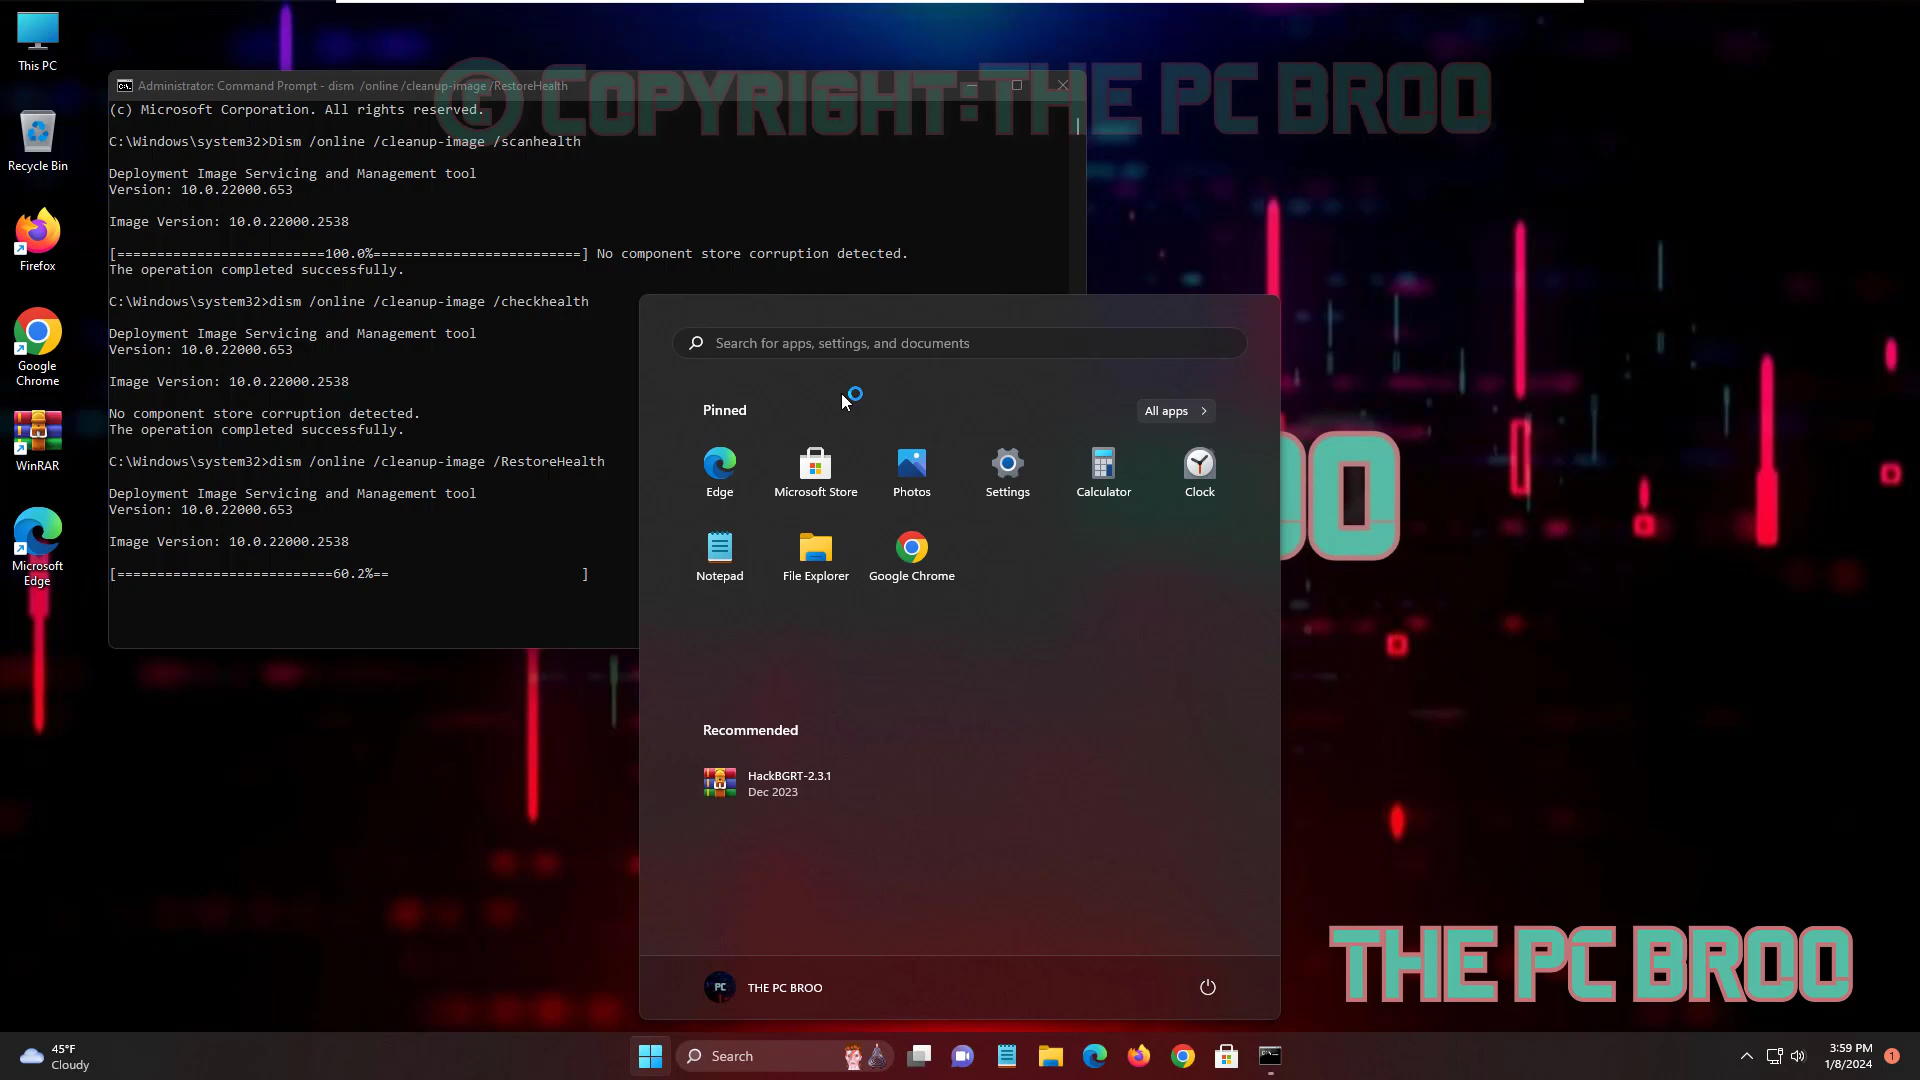 This PC
Recycle Bin
Firefox
Google
Chrome
WinRAR
Microsoft
Edge
Administrator: Command Prompt - dism  /online /cleanup-image /RestoreHealth
© COPYRIGHT:THE PC BROO
(c) Microsoft Corporation. All rights reserved.
C:\Windows\system32>Dism /online /cleanup-image /scanhealth
Deployment Image Servicing and Management tool
Version: 10.0.22000.653
Image Version: 10.0.22000.2538
[==========================100.0%==========================] No component store corruption detected.
The operation completed successfully.
C:\Windows\system32>dism /online /cleanup-image /checkhealth
Deployment Image Servicing and Management tool
Version: 10.0.22000.653
Image Version: 10.0.22000.2538
No component store corruption detected.
The operation completed successfully.
C:\Windows\system32>dism /online /cleanup-image /RestoreHealth
Deployment Image Servicing and Management tool
Version: 10.0.22000.653
Image Version: 10.0.22000.2538
[===========================60.2%==                        ]
Search for apps, settings, and documents
Pinned
All apps
Edge
Microsoft Store
Photos
Settings
Calculator
Clock
Notepad
File Explorer
Google Chrome
Recommended
HackBGRT-2.3.1
Dec 2023
PC
THE PC BROO
THE PC BROO
45°F
Cloudy
Search
3:59 PM
1/8/2024
1